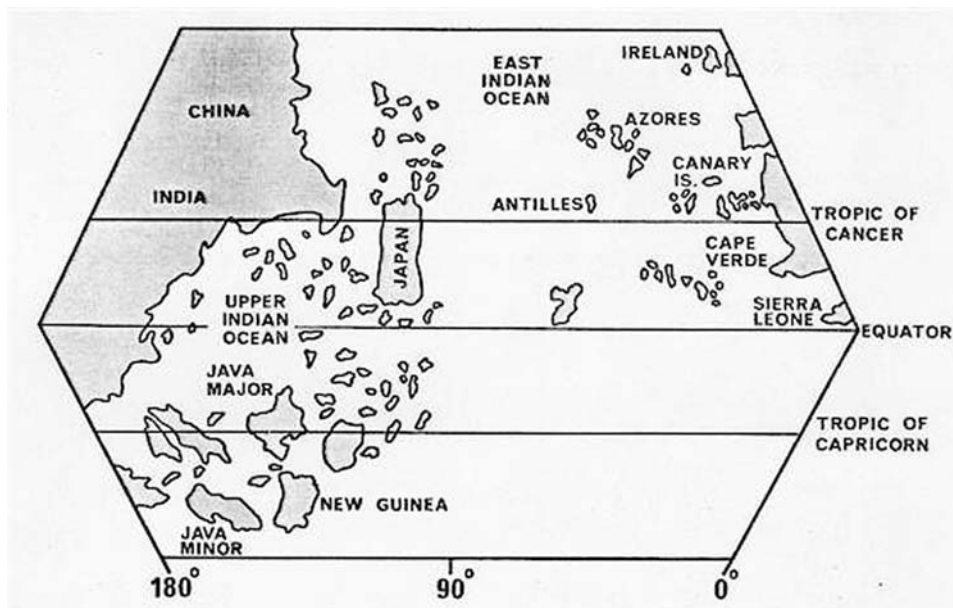 IRELAND
EAST
INDIAN
OCEAN
CHINA
AZORES
CANARY
IS.
INDIA
ANTILLES
TROPIC OF
CANCER
JAPAN
CAPE
VERDE
UPPER
INDIAN
OCEAN
SIERRA
LEONE
EQUATOR
JAVA
MAJOR
TROPIC OF
CAPRICORN
NEW GUINEA
JAVA
MINOR
180°
90°
0°